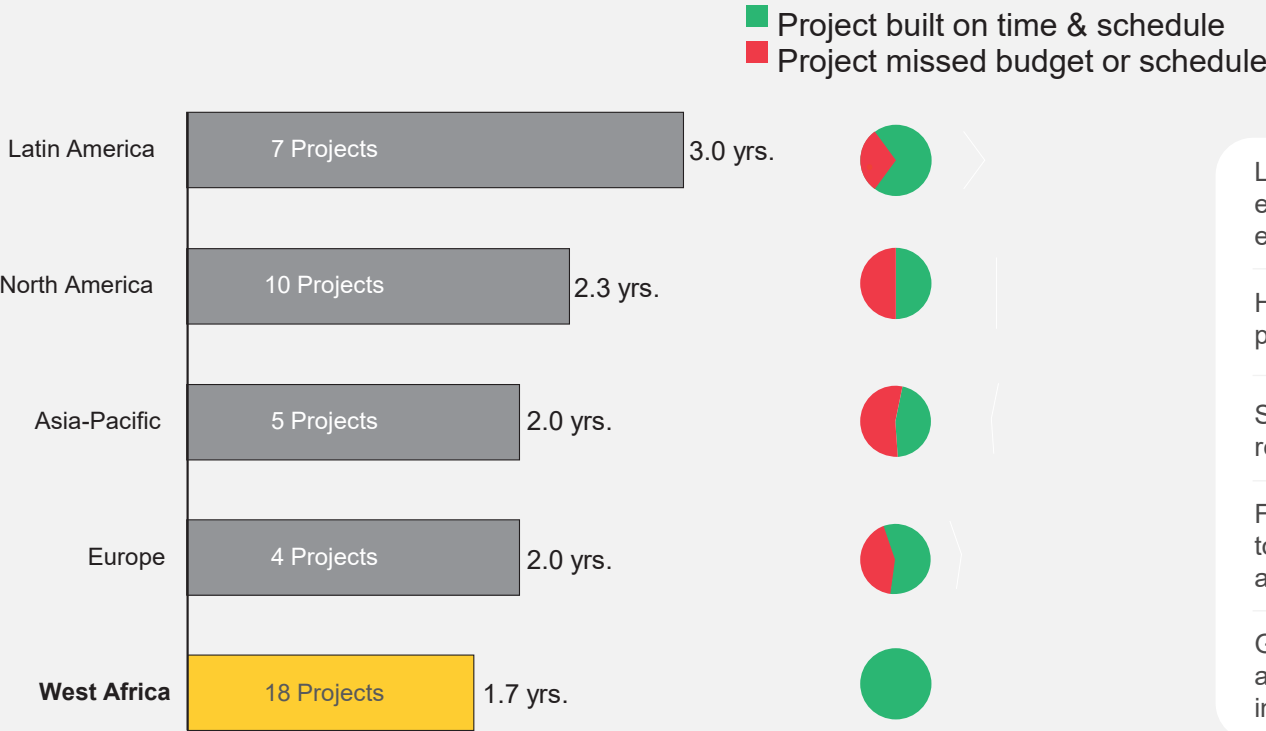 Project built on time & schedule
Project missed budget or schedule
Latin America
7 Projects
3.0 yrs.
North America
10 Projects
2.3 yrs.
Asia-Pacific
5 Projects
2.0 yrs.
Europe
4 Projects
2.0 yrs.
West Africa
18 Projects
1.7 yrs.